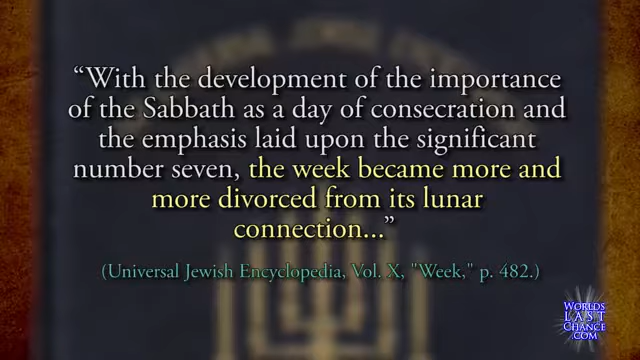 “With the development of the importance
of the Sabbath as a day of consecration and
the emphasis laid upon the significant
number seven, the week became more and
more divorced from its lunar
connection...”
(Universal Jewish Encyclopedia, Vol. X, "Week," p. 482.)
WORLDS
LAST
CHANCE
.COM